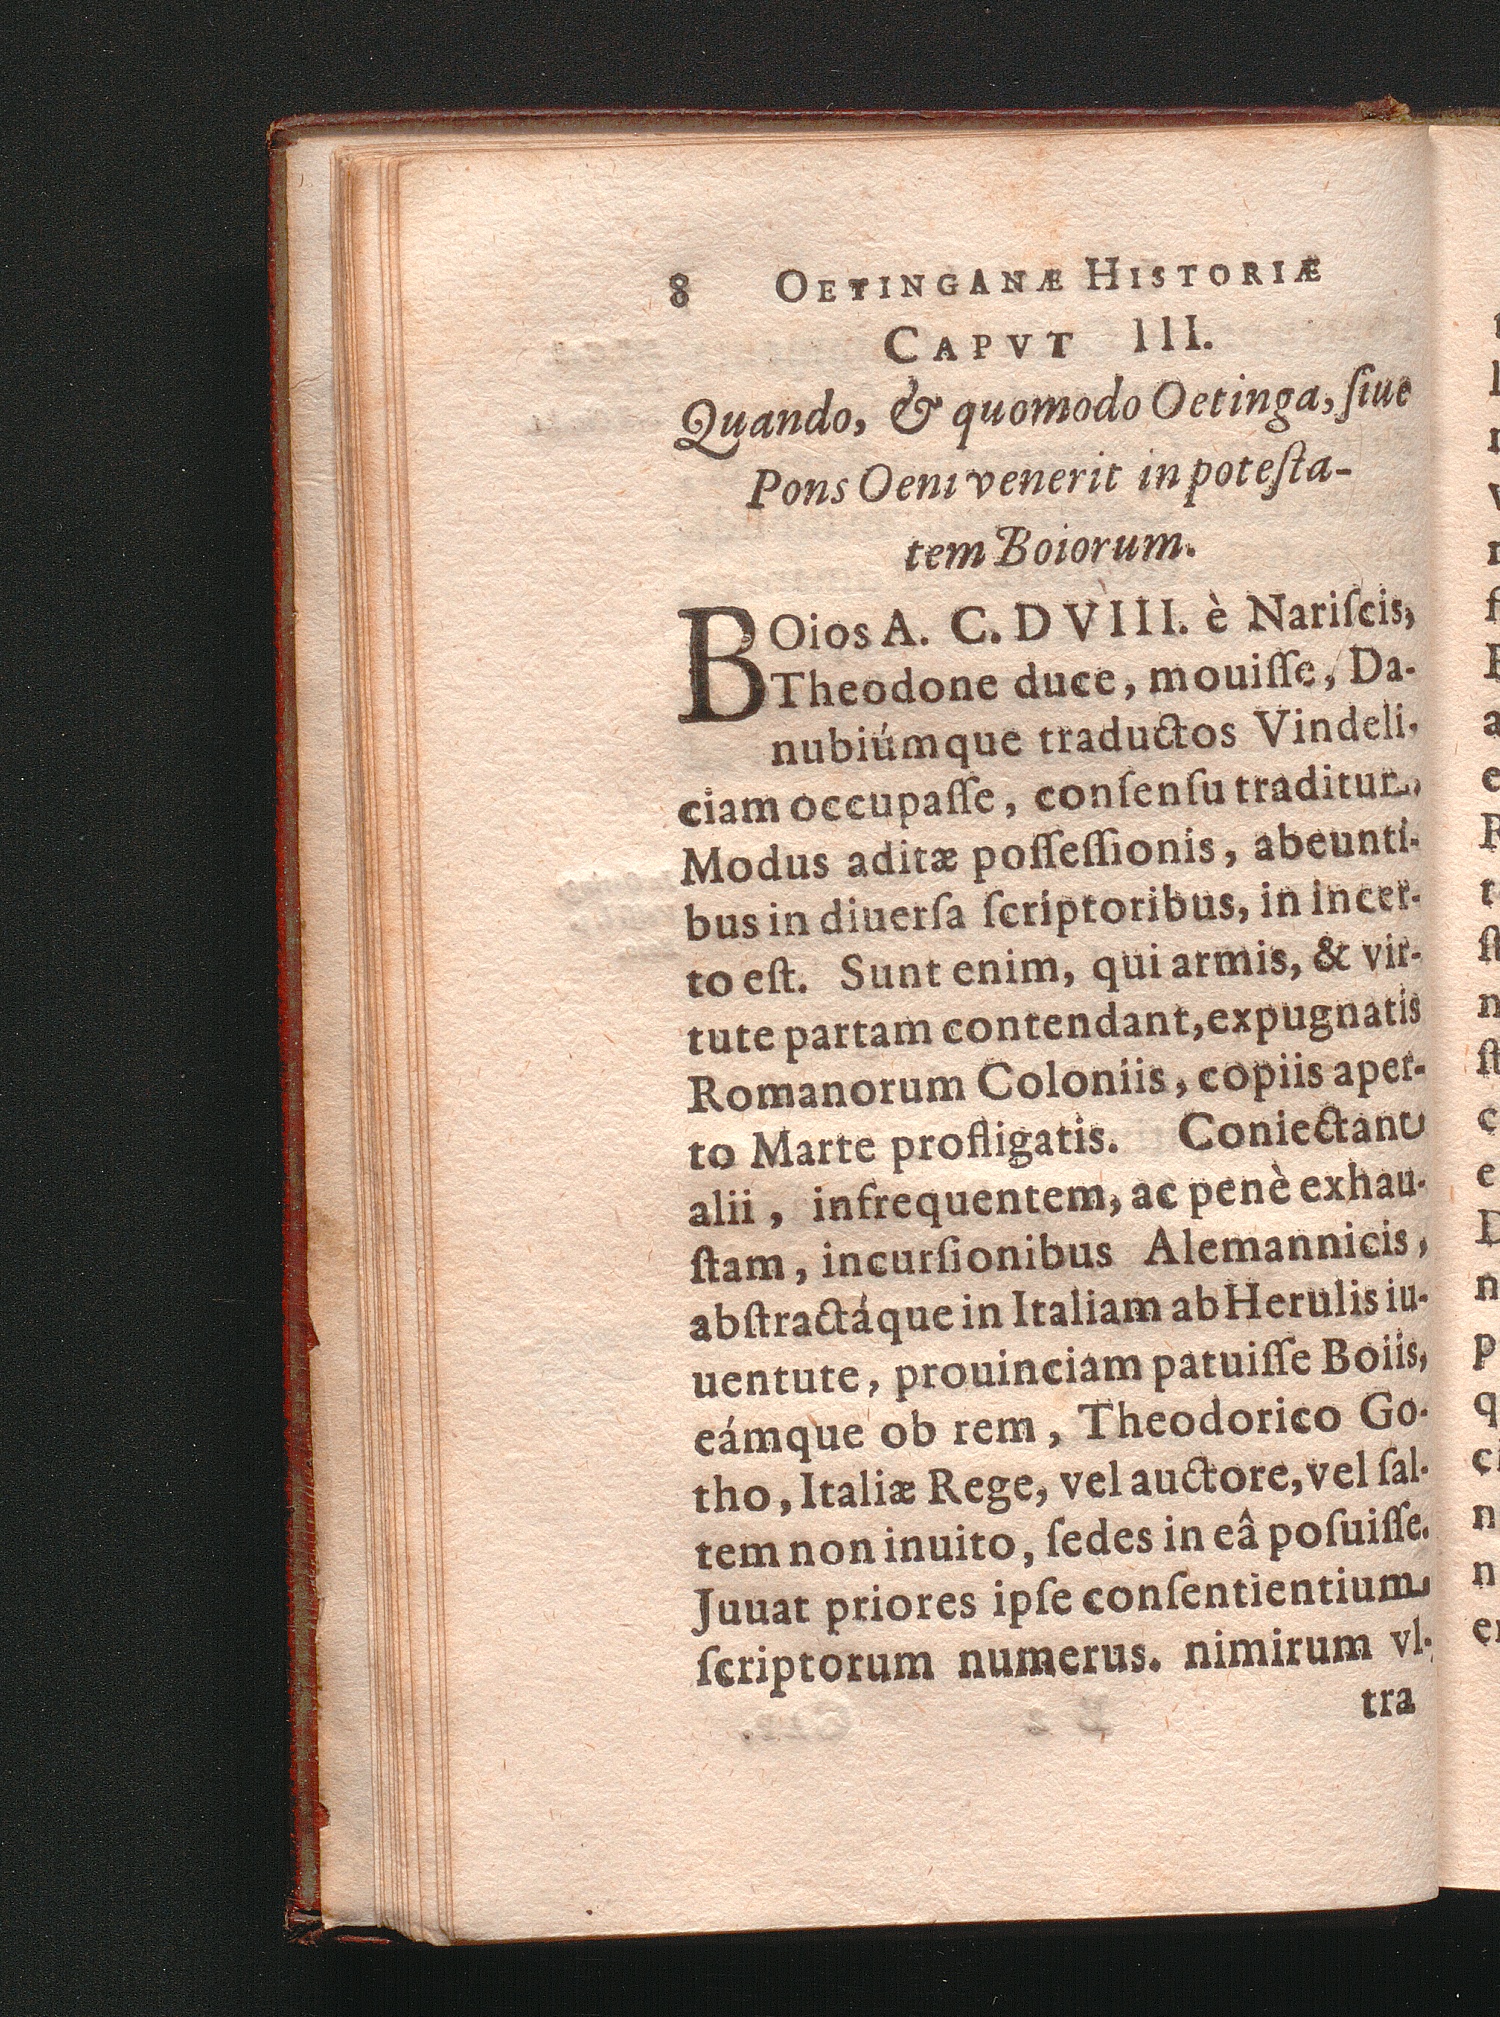 8 OETINGANÆ HISTORIÆ
CAPVT III.
Quando, & quomodo Oetinga, ſiue
Pons Oeni venerit in poteſta-
tem Boiorum.
BOios A. C. DVIII. è Nariſcis,
Theodone duce, mouiſſe, Da-
nubiúmque traductos Vindeli-
ciam occupaſſe, conſenſu traditur.
Modus aditæ poſſeſſionis, abeunti-
bus in diuerſa ſcriptoribus, in incer-
to eſt. Sunt enim, qui armis, & vir-
tute partam contendant, expugnatis
Romanorum Coloniis, copiis aper-
to Marte profligatis. Coniectant
alii, infrequentem, ac penè exhau-
ſtam, incurſionibus Alemannicis,
abſtractáque in Italiam ab Herulis iu-
uentute, prouinciam patuiſſe Boiis,
eámque ob rem, Theodorico Go-
tho, Italiæ Rege, vel auctore, vel ſal-
tem non inuito, ſedes in eâ poſuiſſe.
Juuat priores ipſe conſentientium
ſcriptorum numerus. nimirum vl-
tra